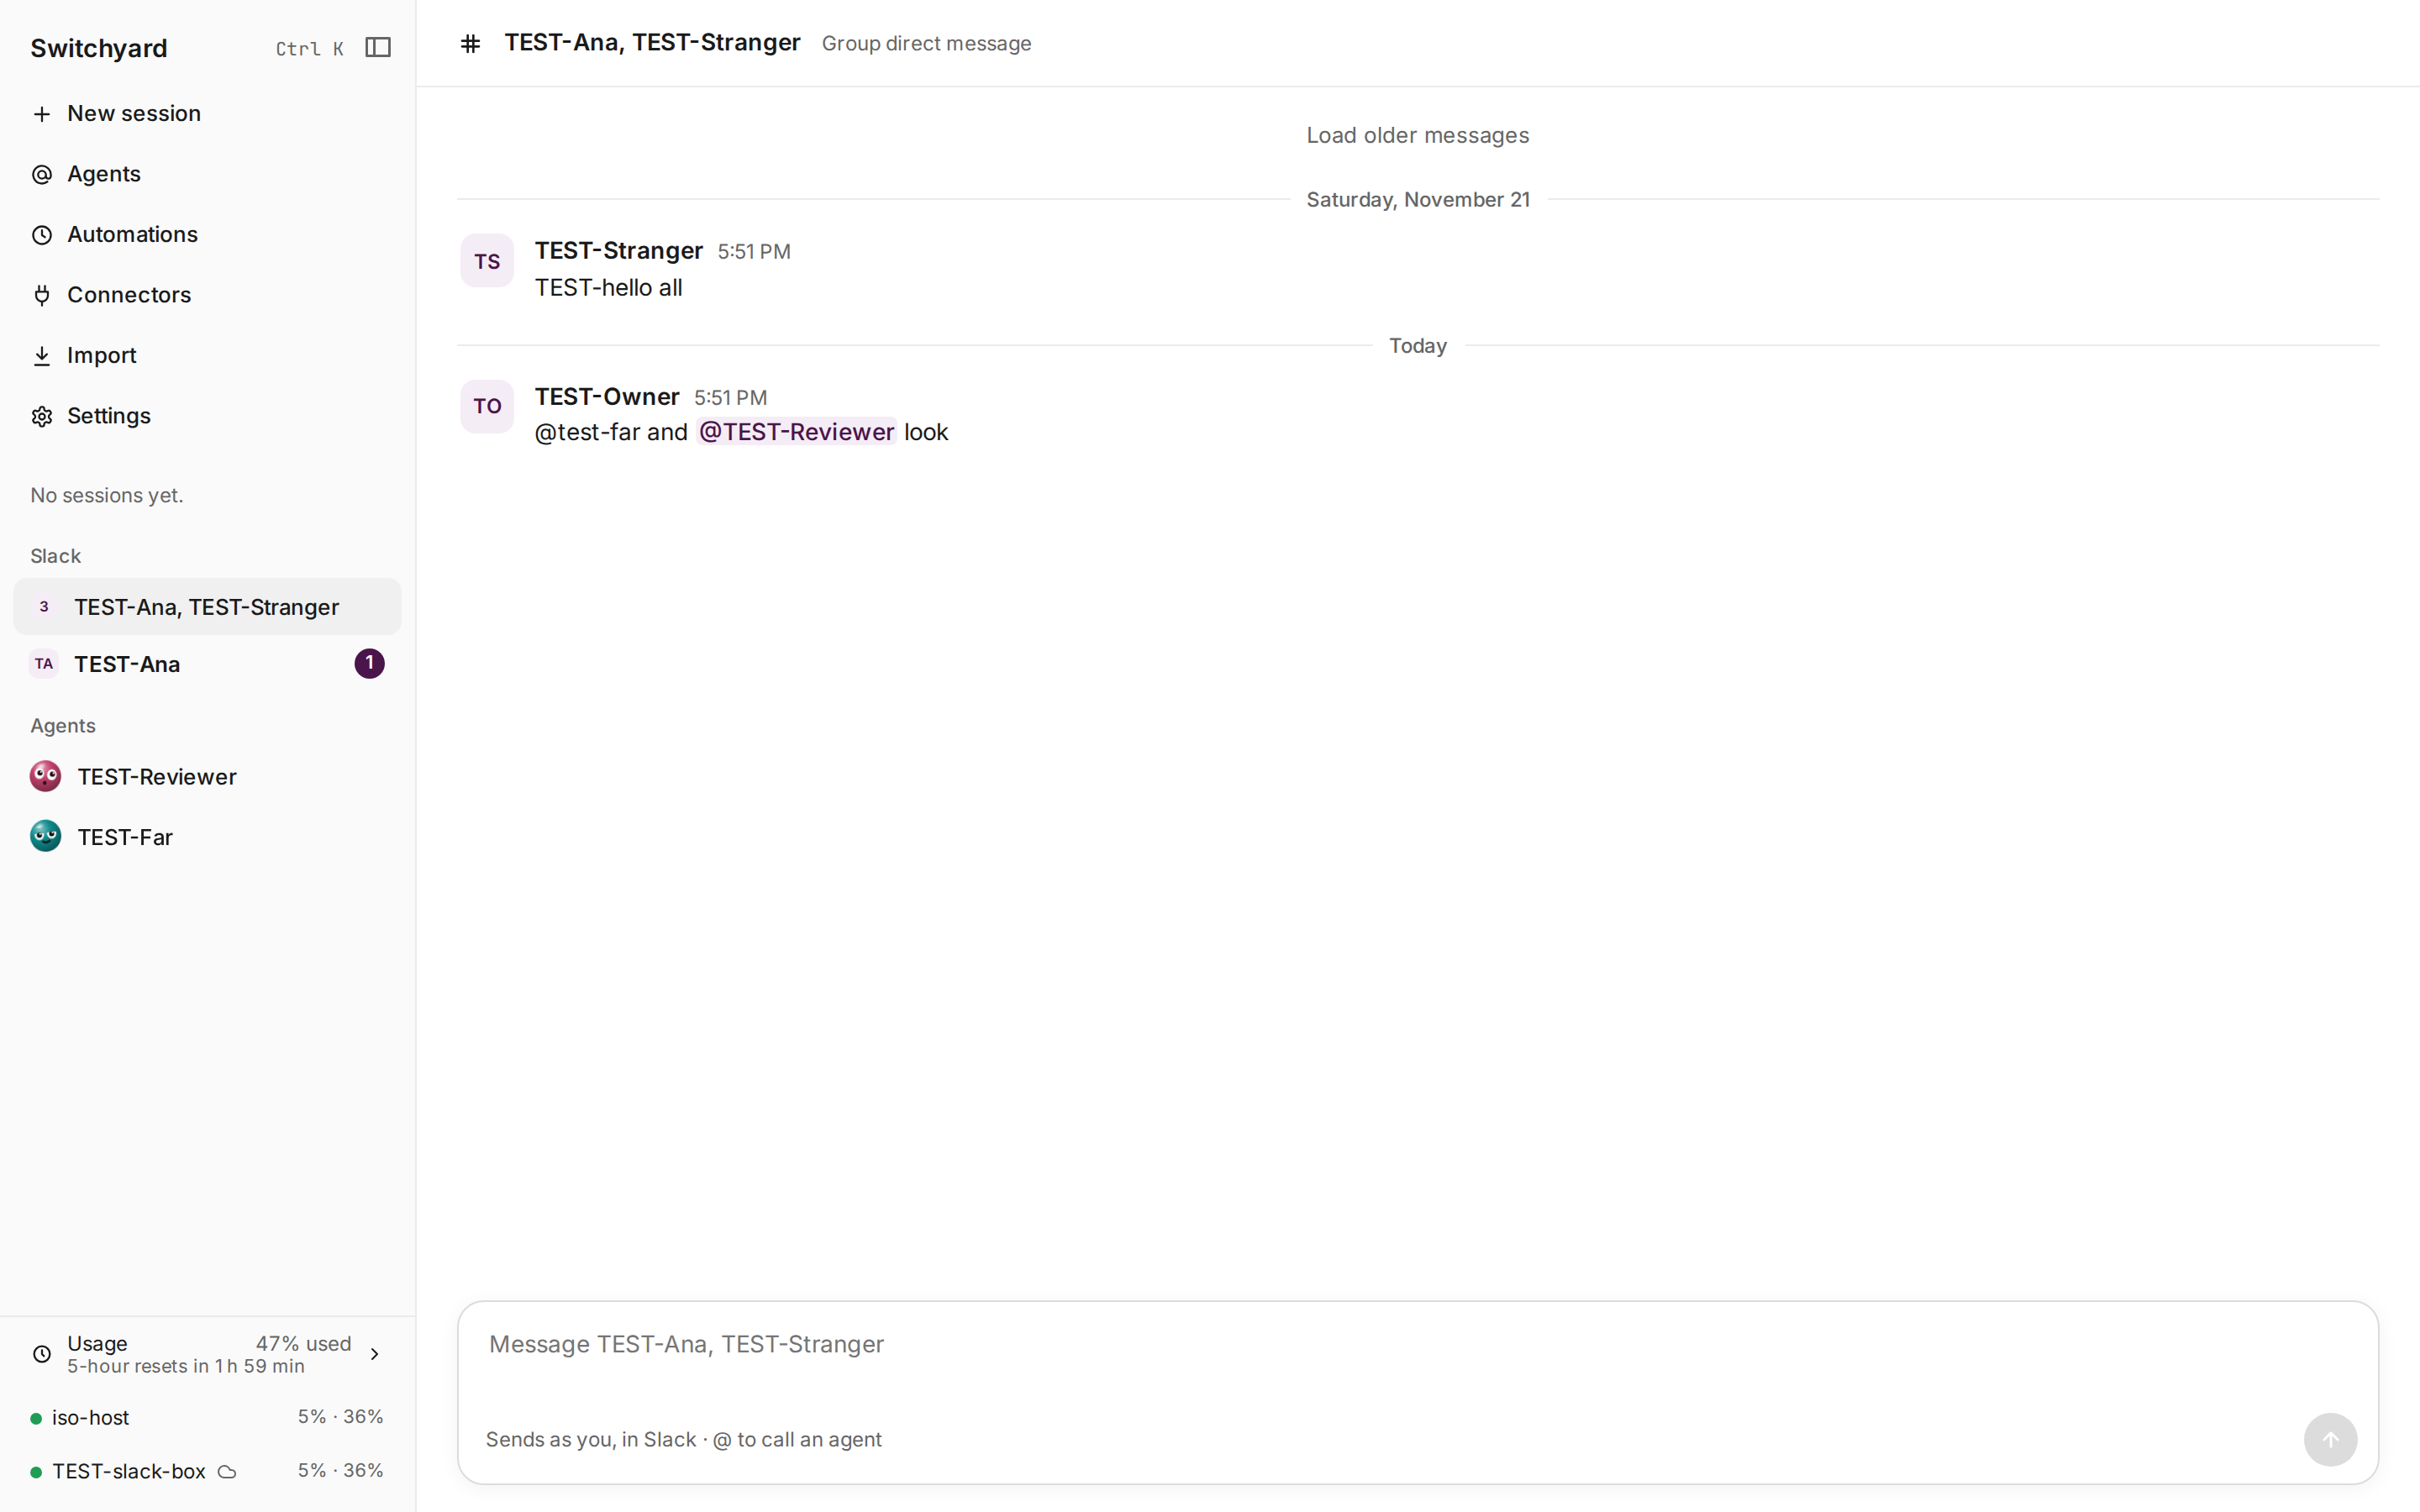 Switchyard
Ctrl K
New session
Agents
Automations
Connectors
Import
Settings
No sessions yet.
Slack
3 TEST-Ana, TEST-Stranger
TA TEST-Ana 1
Agents
TEST-Reviewer
TEST-Far
Usage 47% used
5-hour resets in 1 h 59 min
iso-host 5% · 36%
TEST-slack-box 5% · 36%
# TEST-Ana, TEST-Stranger Group direct message
Load older messages
Saturday, November 21
TS TEST-Stranger 5:51 PM
TEST-hello all
Today
TO TEST-Owner 5:51 PM
@test-far and @TEST-Reviewer look
Message TEST-Ana, TEST-Stranger
Sends as you, in Slack · @ to call an agent